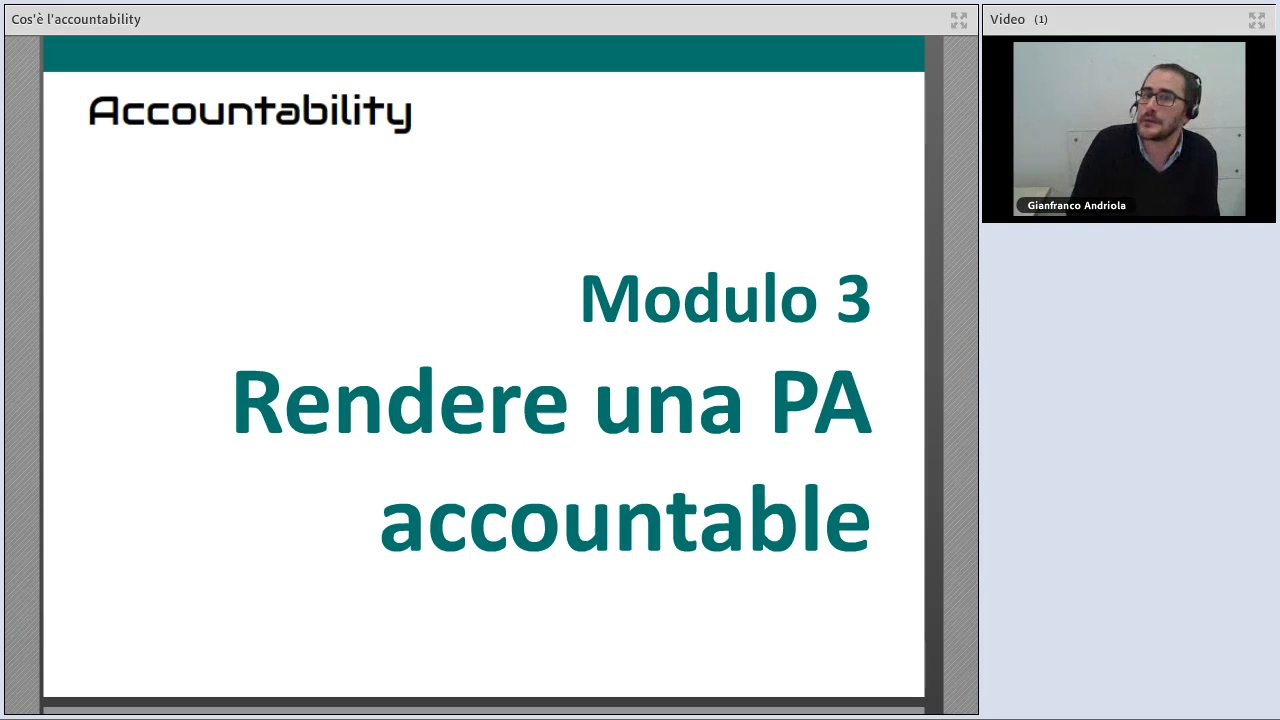 Cos'è l'accountability
Video (1)
Accountability
Gianfranco Andriola
Modulo 3
Rendere una PA
accountable